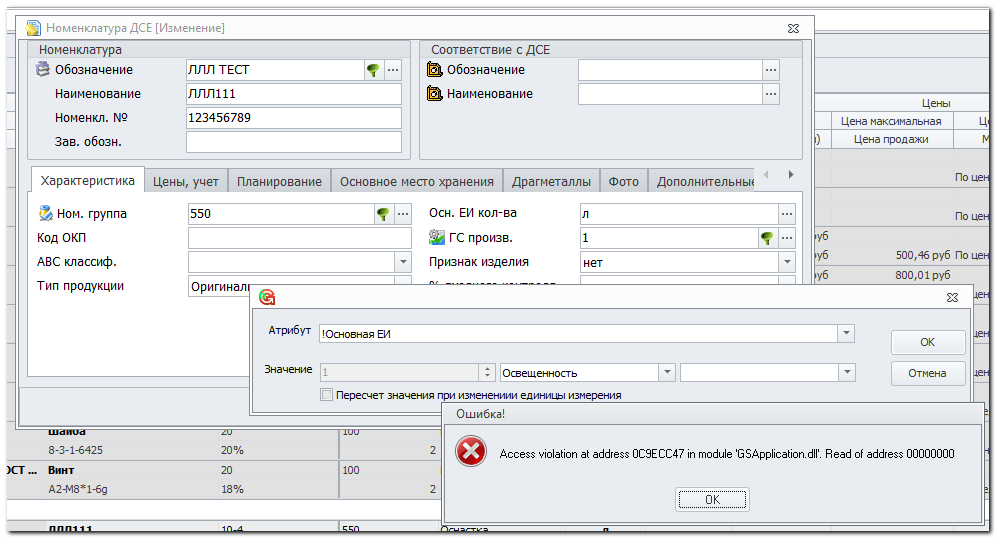 Номенклатура ДСЕ [Изменение]
Номенклатура
Обозначение ЛЛЛ ТЕСТ
Наименование ЛЛЛ111
Номенкл. № 123456789
Зав. обозн.
Соответствие с ДСЕ
Обозначение
Наименование
Характеристика Цены, учет Планирование Основное место хранения Драгметаллы Фото Дополнительные
Ном. группа 550
Код ОКП
ABC классиф.
Тип продукции
Осн. ЕИ кол-ва л
ГС произв. 1
Признак изделия нет
Цены
Цена максимальная
Цена продажи
По
По
руб
500,46 руб По
руб 800,01 руб
Атрибут !Основная ЕИ
Значение 1 Освещенность
Пересчет значения при изменениии единицы измерения
OK
Отмена
Ошибка!
Access violation at address 0C9ECC47 in module 'GSApplication.dll'. Read of address 00000000
OK
Шайба 20 100
8-3-1-6425 20% 2
ОСТ ... Винт 20 100
А2-М8*1-6g 18% 2
ЛЛЛ111 10-4 550 Оснастка л